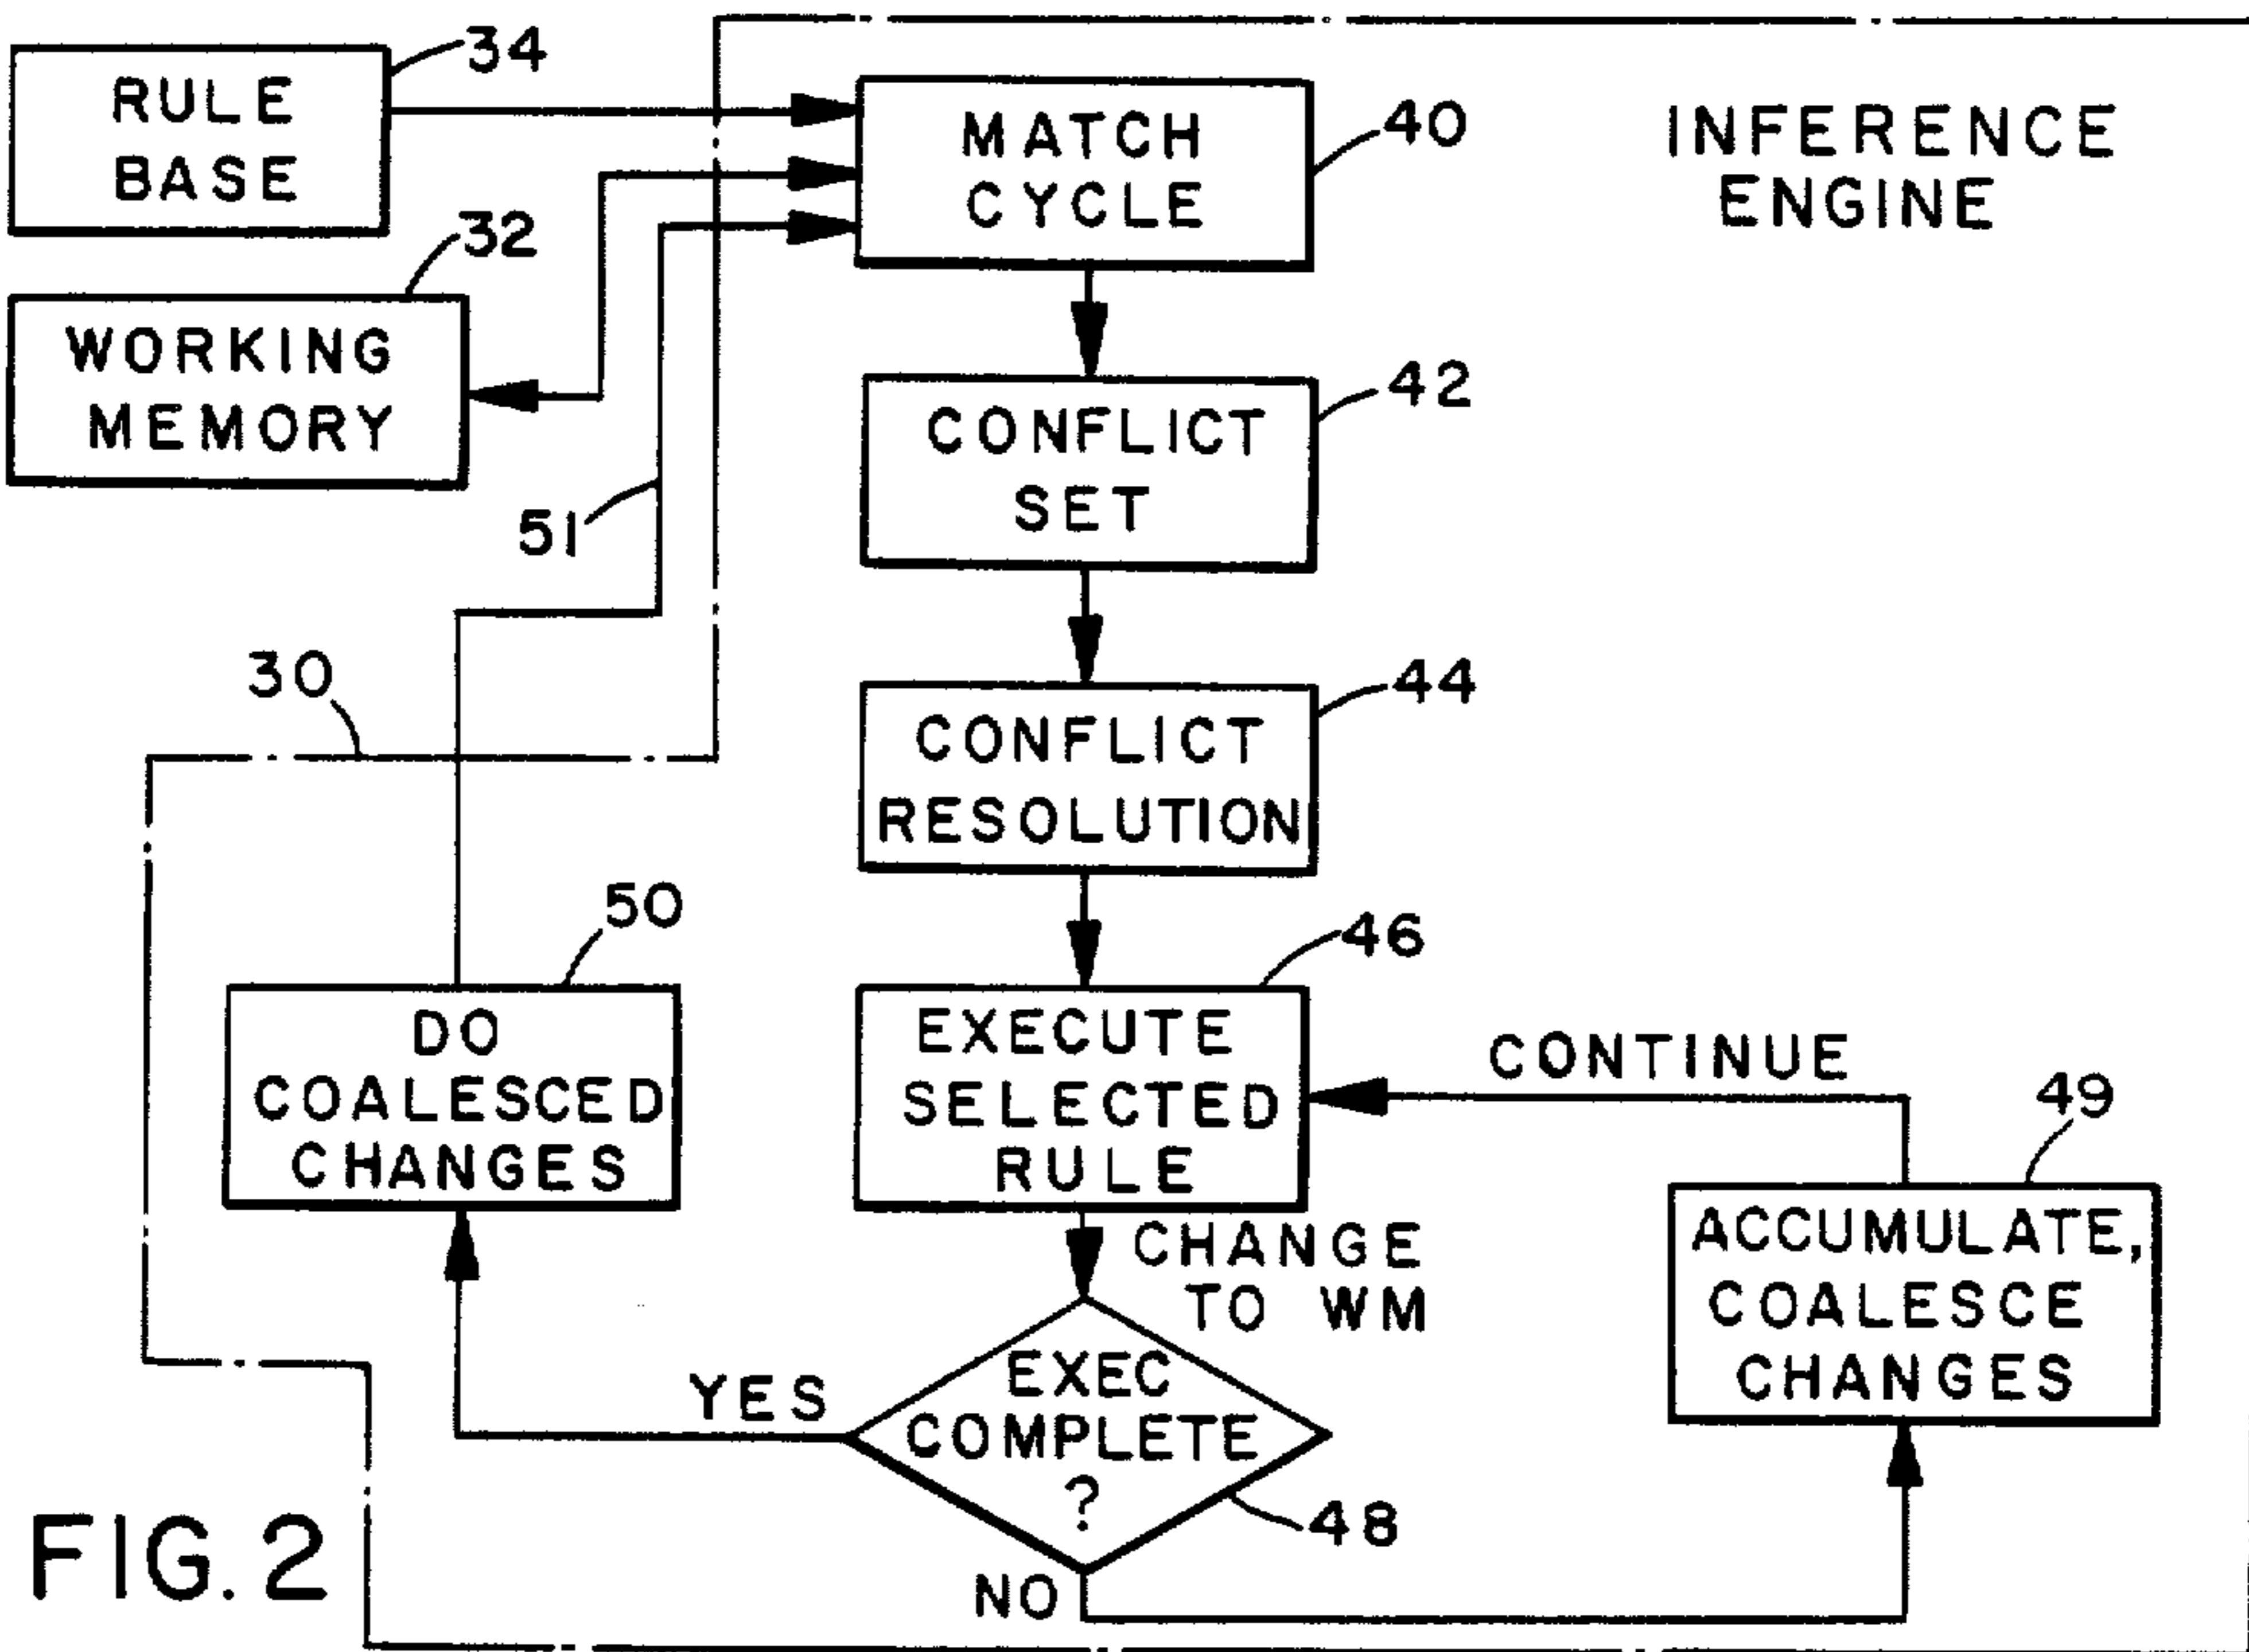 RULE
BASE
34
WORKING
MEMORY
32
MATCH
CYCLE
40
INFERENCE
ENGINE
CONFLICT
SET
42
51
CONFLICT
RESOLUTION
44
30
EXECUTE
SELECTED
RULE
46
DO
COALESCED
CHANGES
50
CONTINUE
ACCUMULATE,
COALESCE
CHANGES
49
CHANGE
TO WM
EXEC
COMPLETE
?
48
YES
NO
FIG. 2